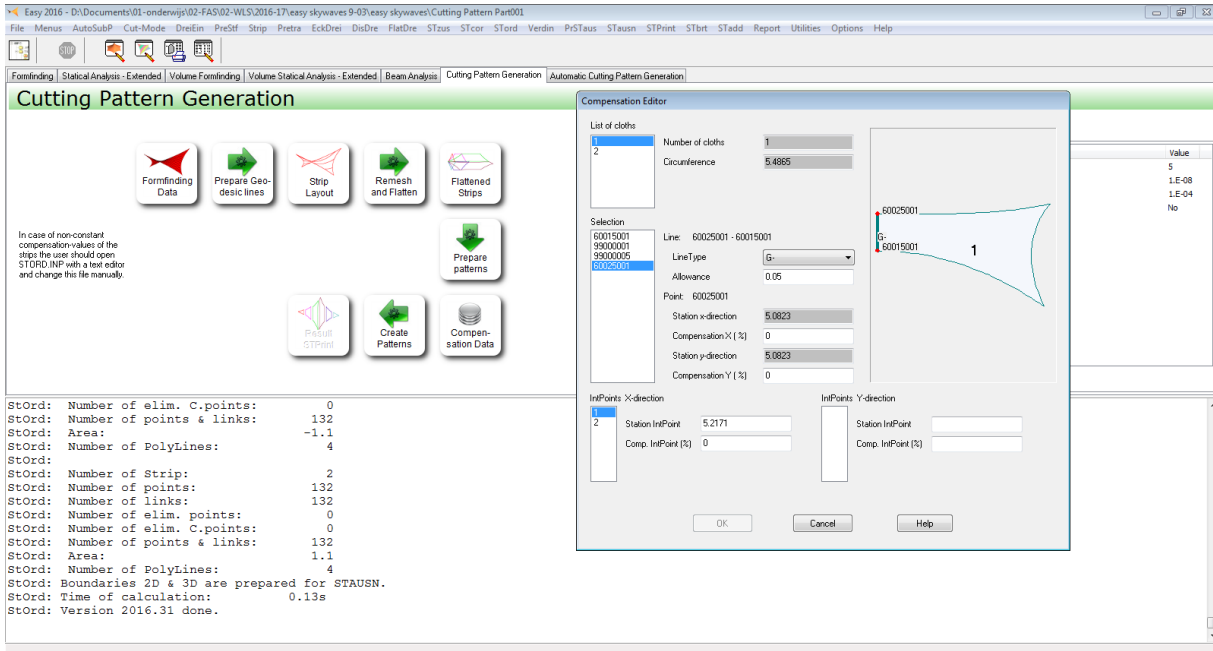 Easy 2016 - D:\Documents\01-onderwijs\02-FAS\02-WLS\2016-17\easy skywaves 9-03\easy skywaves\Cutting Pattern Part001
File Menus AutoSubP Cut-Mode DreiEin PreStf Strip Pretra EckDrei DisDre FlatDre STzus STcor STord Verdin PrSTaus STausn STPrint STbrt STadd Report Utilities Options Help
STOP
Formfinding Statical Analysis - Extended Volume Formfinding Volume Statical Analysis - Extended Beam Analysis Cutting Pattern Generation Automatic Cutting Pattern Generation
Cutting Pattern Generation
Formfinding Data
Prepare Geo-desic lines
Strip Layout
Remesh and Flatten
Flattened Strips
In case of non-constant
compensation-values of the
strips the user should open
STORD.INP with a text editor
and change this file manually.
Prepare patterns
Result STPrint
Create Patterns
Compen-sation Data
Value
5
1.E-08
1.E-04
No
Compensation Editor
List of cloths
1
2
Number of cloths 1
Circumference 5.4865
Selection
60015001
99000001
99000005
60025001
Line: 60025001 - 60015001
LineType G-
Allowance 0.05
Point: 60025001
Station x-direction 5.0823
Compensation X ( %) 0
Station y-direction 5.0823
Compensation Y ( %) 0
60025001
G-
60015001
1
IntPoints X-direction
1
2
Station IntPoint 5.2171
Comp. IntPoint (%) 0
IntPoints Y-direction
Station IntPoint
Comp. IntPoint (%)
OK Cancel Help
StOrd: Number of elim. C.points: 0
StOrd: Number of points & links: 132
StOrd: Area: -1.1
StOrd: Number of PolyLines: 4
StOrd:
StOrd: Number of Strip: 2
StOrd: Number of points: 132
StOrd: Number of links: 132
StOrd: Number of elim. points: 0
StOrd: Number of elim. C.points: 0
StOrd: Number of points & links: 132
StOrd: Area: 1.1
StOrd: Number of PolyLines: 4
StOrd: Boundaries 2D & 3D are prepared for STAUSN.
StOrd: Time of calculation: 0.13s
StOrd: Version 2016.31 done.